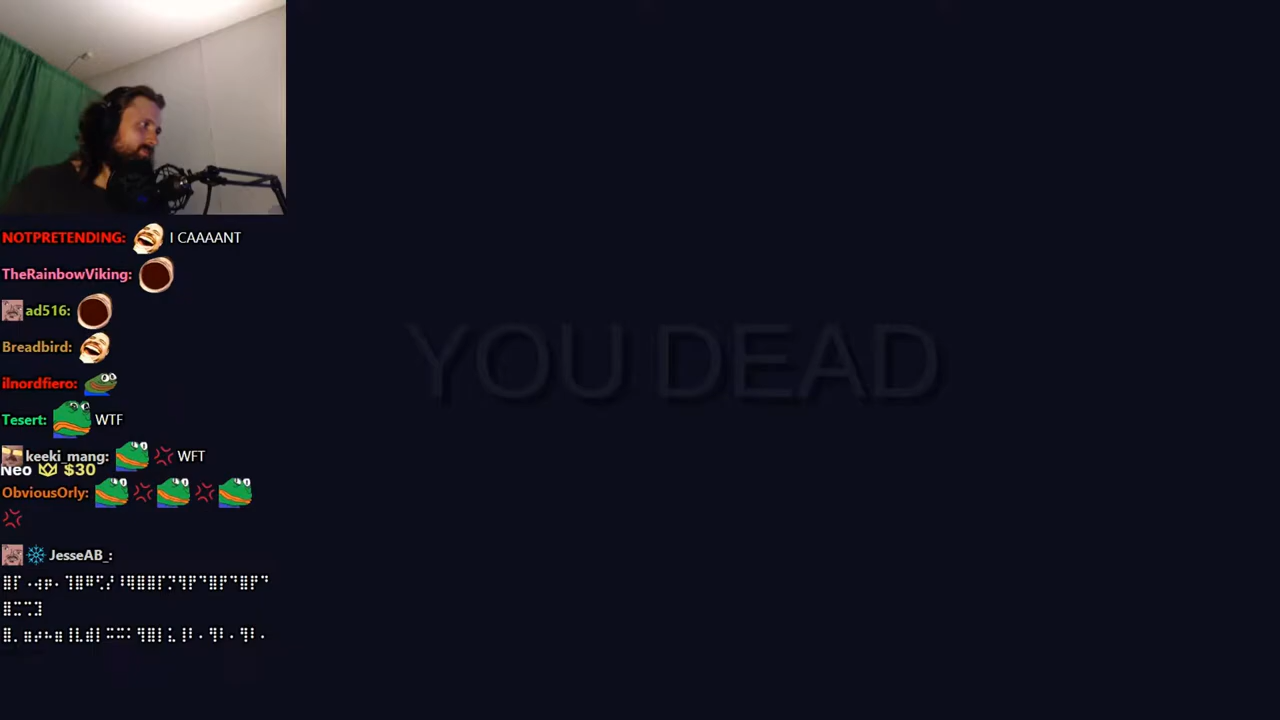 NOTPRETENDING: I CAAAANT
TheRainbowViking:
ad516:
Breadbird:
ilnordfiero:
Tesert: WTF
keeki_mang: WFT
Neo $30
ObviousOrly:
JesseAB_:
YOU DEAD